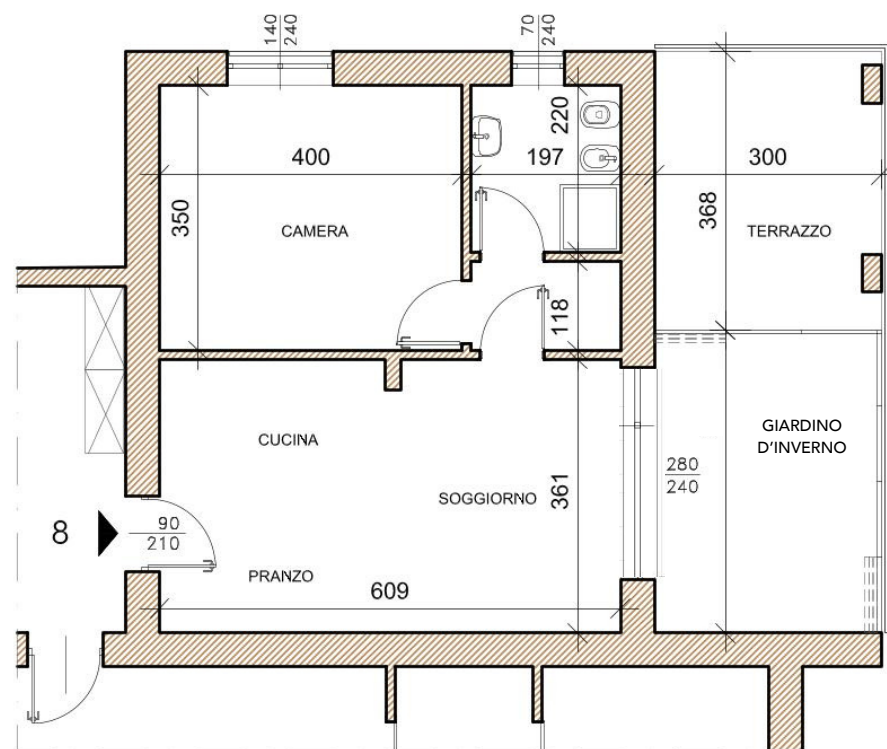 140
240
70
240
400
197
220
300
350
368
CAMERA
TERRAZZO
118
CUCINA
GIARDINO
D'INVERNO
280
240
SOGGIORNO
361
8
90
210
PRANZO
609